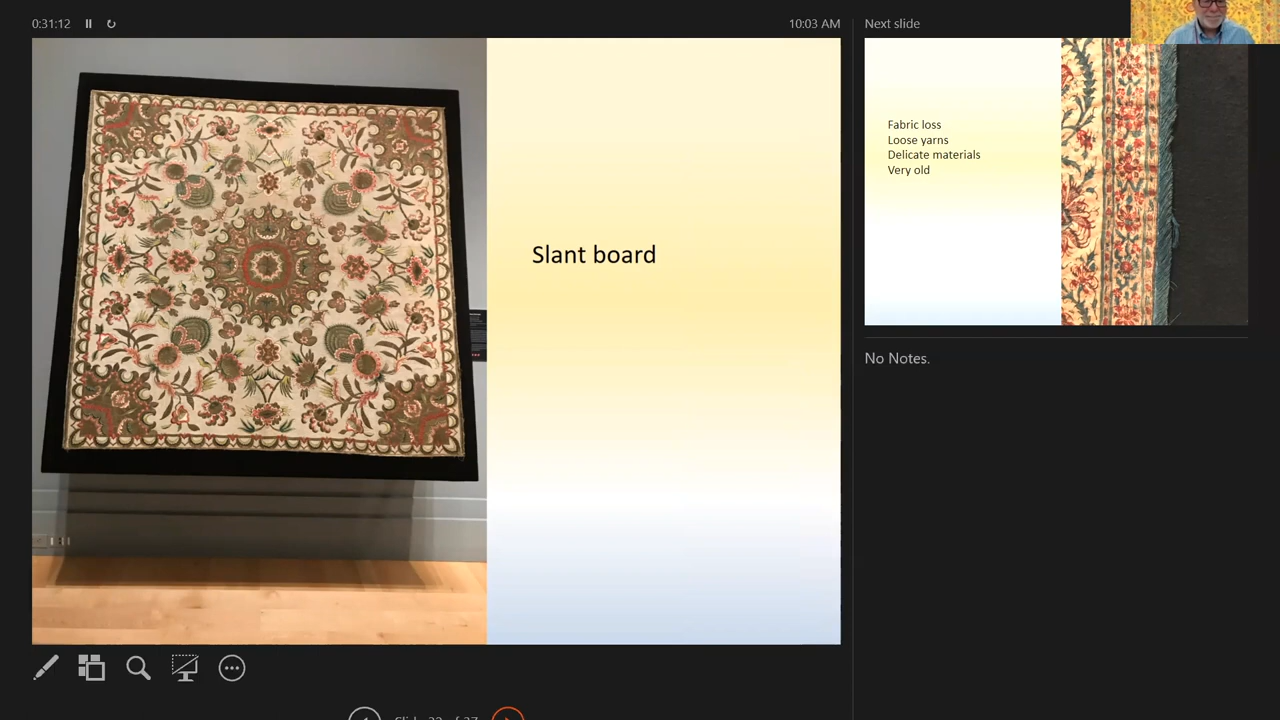 0:31:12
10:03 AM
Slant board
Next slide
Fabric loss
Loose yarns
Delicate materials
Very old
No Notes.